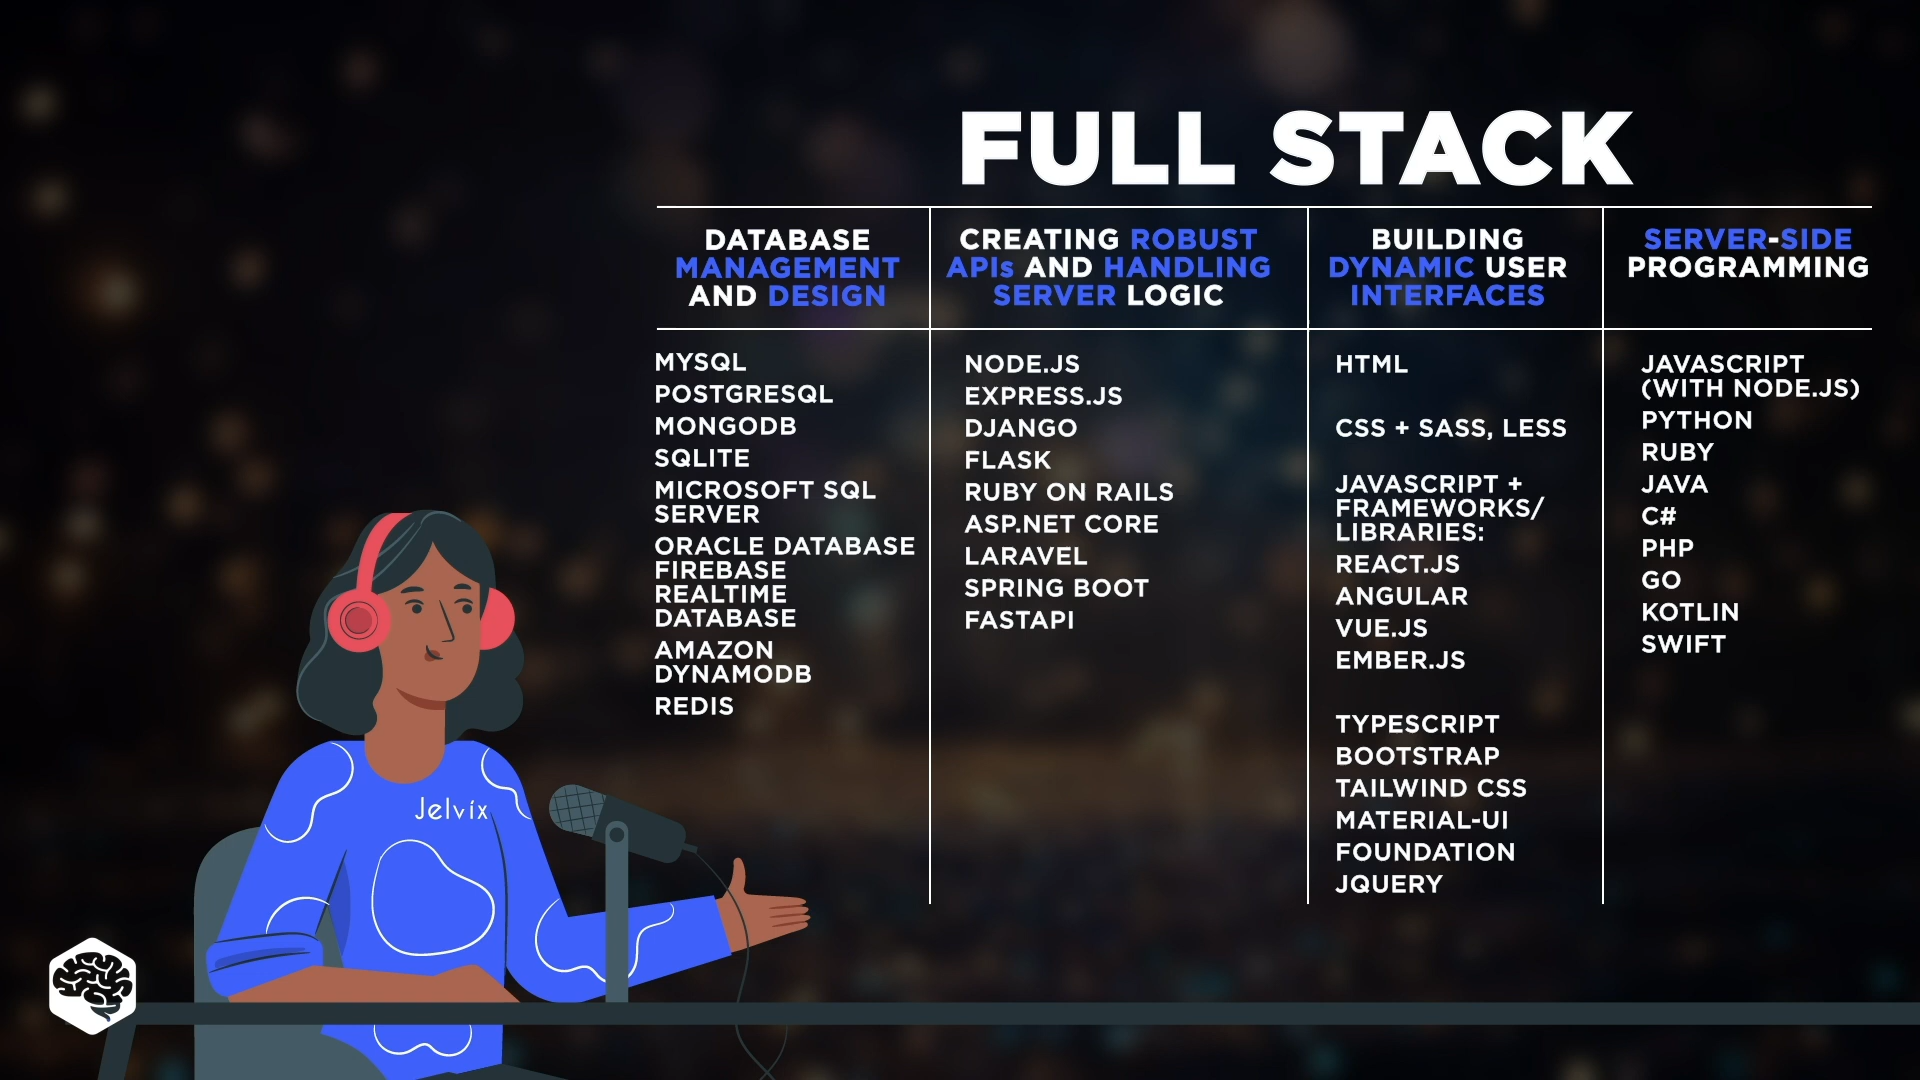 FULL STACK
DATABASE
MANAGEMENT
AND DESIGN
CREATING ROBUST
APIs AND HANDLING
SERVER LOGIC
BUILDING
DYNAMIC USER
INTERFACES
SERVER-SIDE
PROGRAMMING
MYSQL
POSTGRESQL
MONGODB
SQLITE
MICROSOFT SQL
SERVER
ORACLE DATABASE
FIREBASE
REALTIME
DATABASE
AMAZON
DYNAMODB
REDIS
NODE.JS
EXPRESS.JS
DJANGO
FLASK
RUBY ON RAILS
ASP.NET CORE
LARAVEL
SPRING BOOT
FASTAPI
HTML
CSS + SASS, LESS
JAVASCRIPT +
FRAMEWORKS/
LIBRARIES:
REACT.JS
ANGULAR
VUE.JS
EMBER.JS
TYPESCRIPT
BOOTSTRAP
TAILWIND CSS
MATERIAL-UI
FOUNDATION
JQUERY
JAVASCRIPT
(WITH NODE.JS)
PYTHON
RUBY
JAVA
C#
PHP
GO
KOTLIN
SWIFT
Jelvix